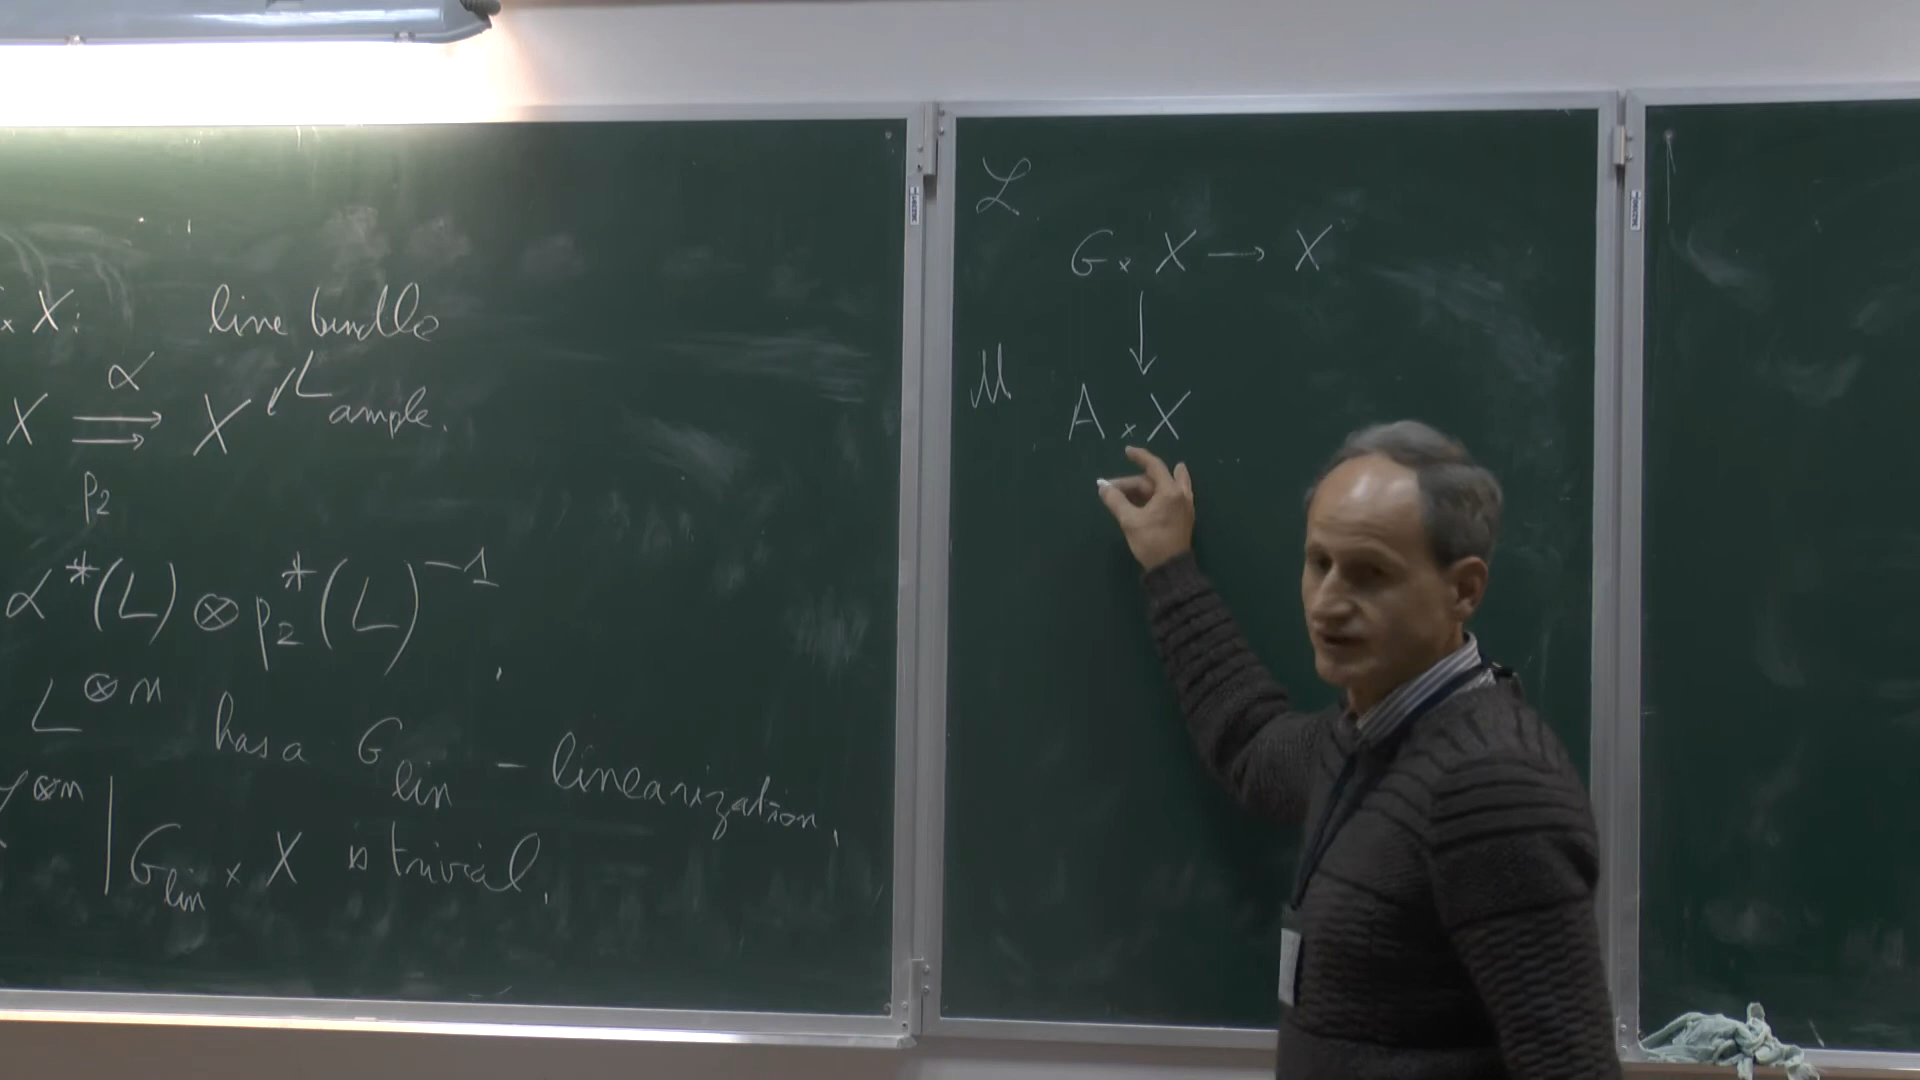 × X: line bundle
α L
X ⇉ X ample.
p₂
α*(L) ⊗ p₂*(L)⁻¹
L^{⊗n} has a G_lin - linearization,
^{⊗n} | G_lin × X is trivial.
ℒ
G × X → X
↓
ℳ A × X